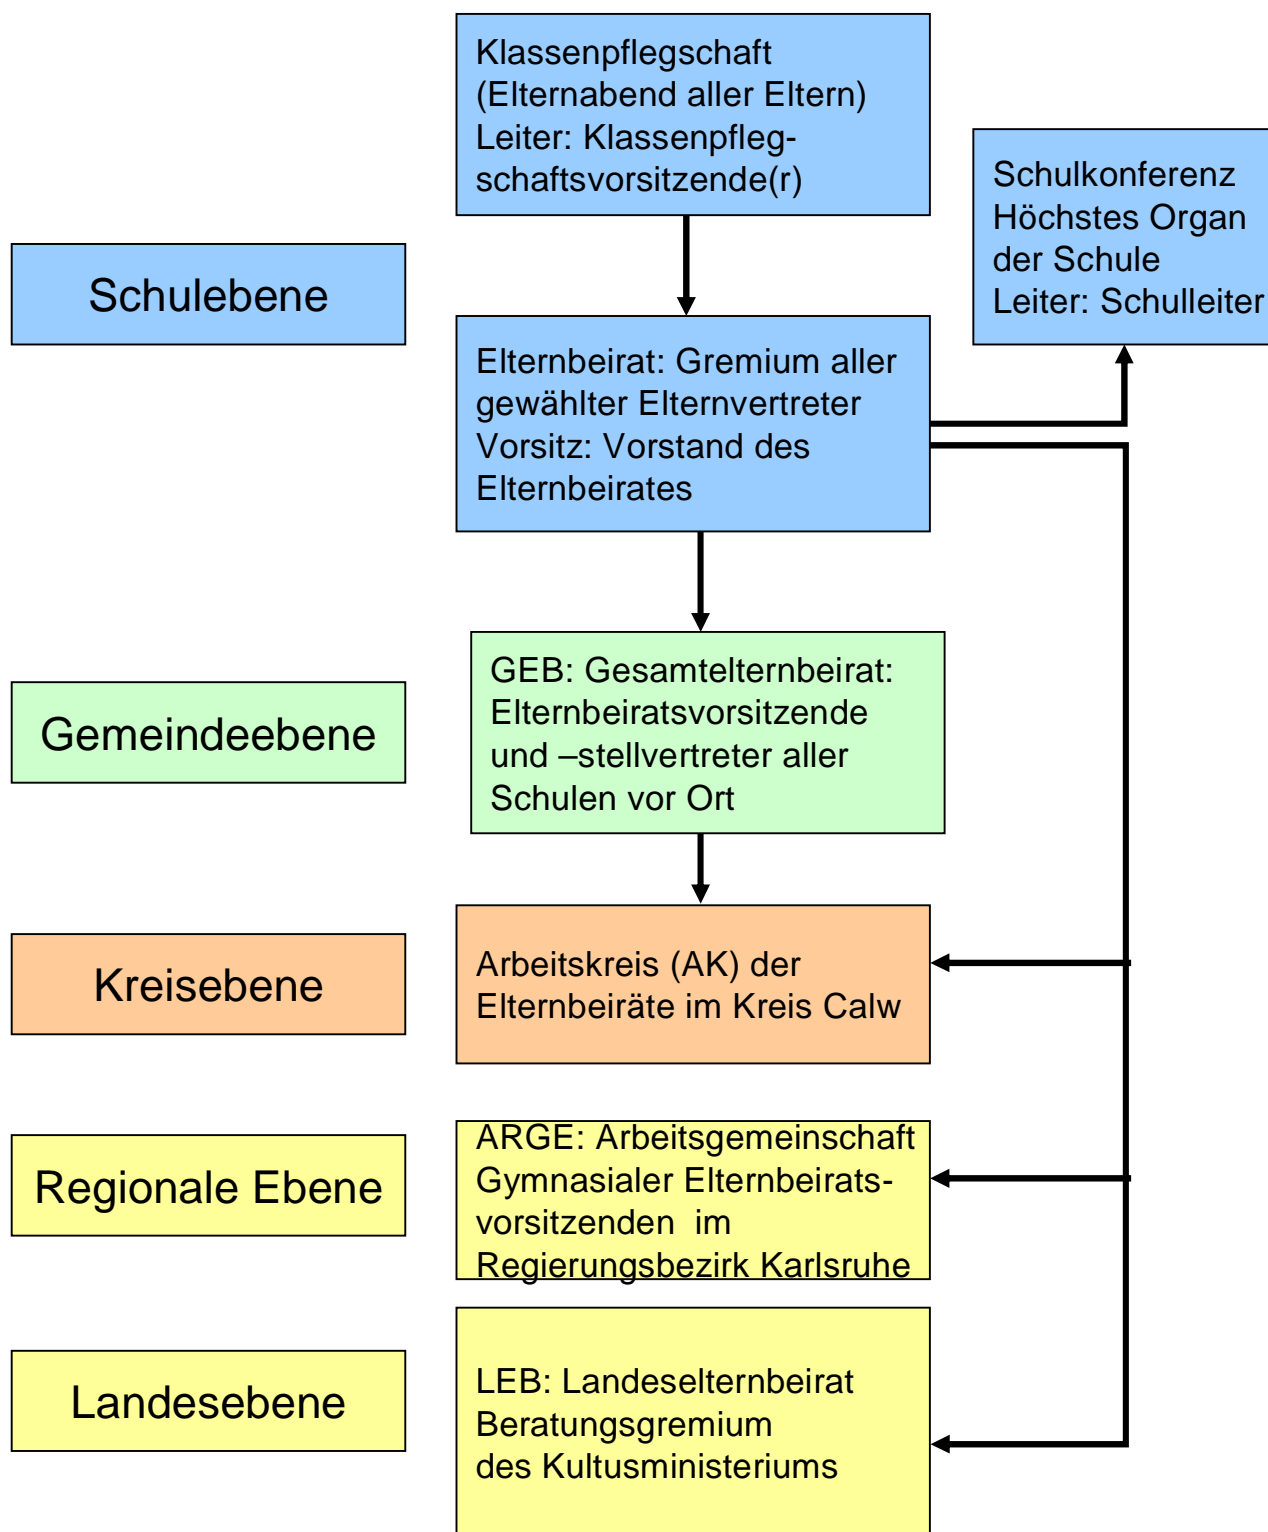 Klassenpflegschaft
(Elternabend aller Eltern)
Leiter: Klassenpfleg-
schaftsvorsitzende(r)
Schulkonferenz
Höchstes Organ
der Schule
Leiter: Schulleiter
Schulebene
Elternbeirat: Gremium aller
gewählter Elternvertreter
Vorsitz: Vorstand des
Elternbeirates
Gemeindeebene
GEB: Gesamtelternbeirat:
Elternbeiratsvorsitzende
und –stellvertreter aller
Schulen vor Ort
Kreisebene
Arbeitskreis (AK) der
Elternbeiräte im Kreis Calw
Regionale Ebene
ARGE: Arbeitsgemeinschaft
Gymnasialer Elternbeirats-
vorsitzenden  im
Regierungsbezirk Karlsruhe
Landesebene
LEB: Landeselternbeirat
Beratungsgremium
des Kultusministeriums